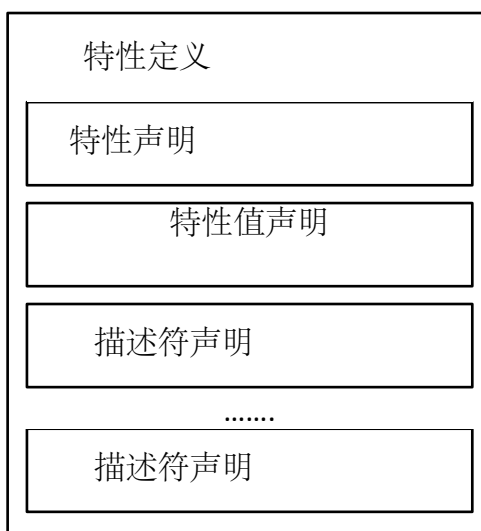 特性定义
特性声明
特性值声明
描述符声明
.......
描述符声明